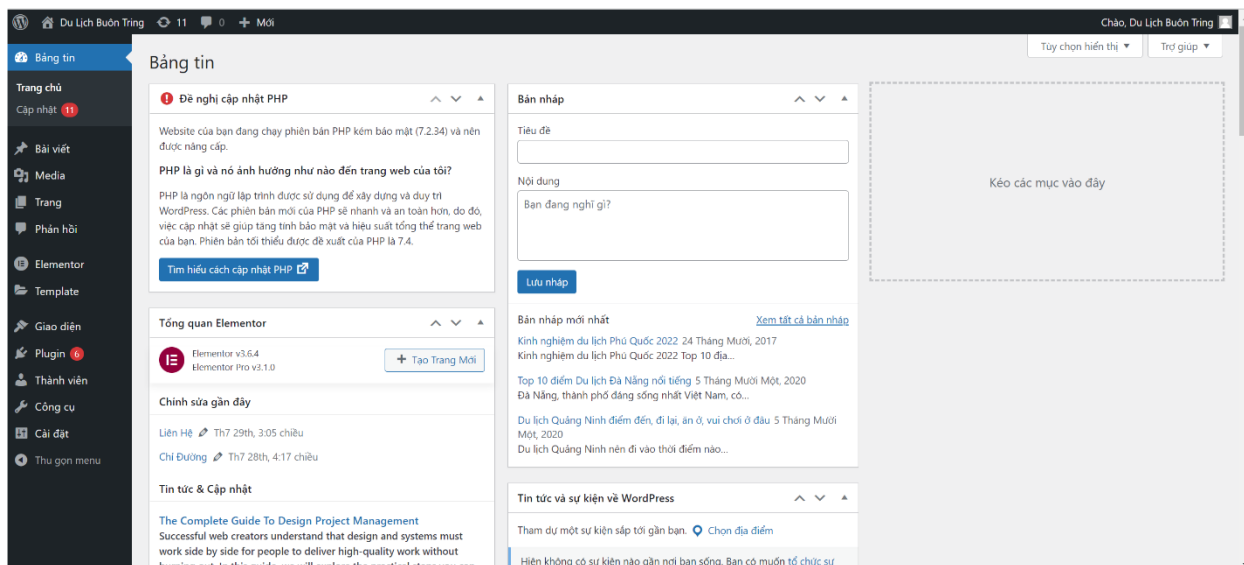 Du Lịch Buôn Tring 11 0 Mới
Chào, Du Lịch Buôn Tring
Tùy chọn hiển thị
Trợ giúp
Bảng tin
Trang chủ
Cập nhật 11
Bài viết
Media
Trang
Phản hồi
Elementor
Template
Giao diện
Plugin 6
Thành viên
Công cụ
Cài đặt
Thu gọn menu
Bảng tin
Đề nghị cập nhật PHP
Website của bạn đang chạy phiên bản PHP kém bảo mật (7.2.34) và nên
được nâng cấp.
PHP là gì và nó ảnh hưởng như nào đến trang web của tôi?
PHP là ngôn ngữ lập trình được sử dụng để xây dựng và duy trì
WordPress. Các phiên bản mới của PHP sẽ nhanh và an toàn hơn, do đó,
việc cập nhật sẽ giúp tăng tính bảo mật và hiệu suất tổng thể trang web
của bạn. Phiên bản tối thiểu được đề xuất của PHP là 7.4.
Tìm hiểu cách cập nhật PHP
Tổng quan Elementor
Elementor v3.6.4
Elementor Pro v3.1.0
+ Tạo Trang Mới
Chỉnh sửa gần đây
Liên Hệ Th7 29th, 3:05 chiều
Chỉ Đường Th7 28th, 4:17 chiều
Tin tức & Cập nhật
The Complete Guide To Design Project Management
Successful web creators understand that design and systems must
work side by side for people to deliver high-quality work without
burning out. In this guide, we will explore the practical steps you can
Bản nháp
Tiêu đề
Nội dung
Bạn đang nghĩ gì?
Lưu nháp
Bản nháp mới nhất
Xem tất cả bản nháp
Kinh nghiệm du lịch Phú Quốc 2022 24 Tháng Mười, 2017
Kinh nghiệm du lịch Phú Quốc 2022 Top 10 địa...
Top 10 điểm Du lịch Đà Nẵng nổi tiếng 5 Tháng Mười Một, 2020
Đà Nẵng, thành phố đáng sống nhất Việt Nam, có...
Du lịch Quảng Ninh điểm đến, đi lại, ăn ở, vui chơi ở đâu 5 Tháng Mười
Một, 2020
Du lịch Quảng Ninh nên đi vào thời điểm nào...
Tin tức và sự kiện về WordPress
Tham dự một sự kiện sắp tới gần bạn. Chọn địa điểm
Hiện không có sự kiện nào gần nơi bạn sống. Bạn có muốn tổ chức sự
Kéo các mục vào đây